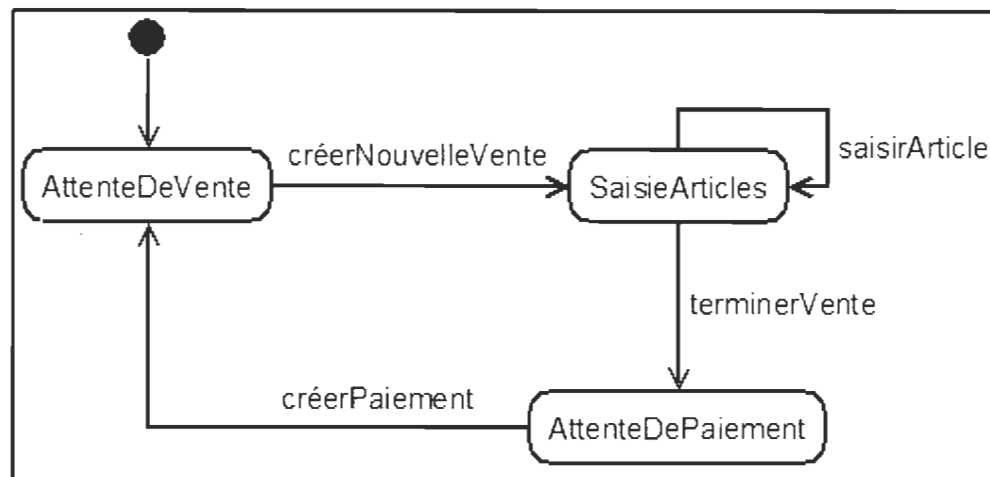 créerNouvelleVente
saisirArticle
AttenteDeVente
SaisieArticles
terminerVente
créerPaiement
AttenteDePaiement